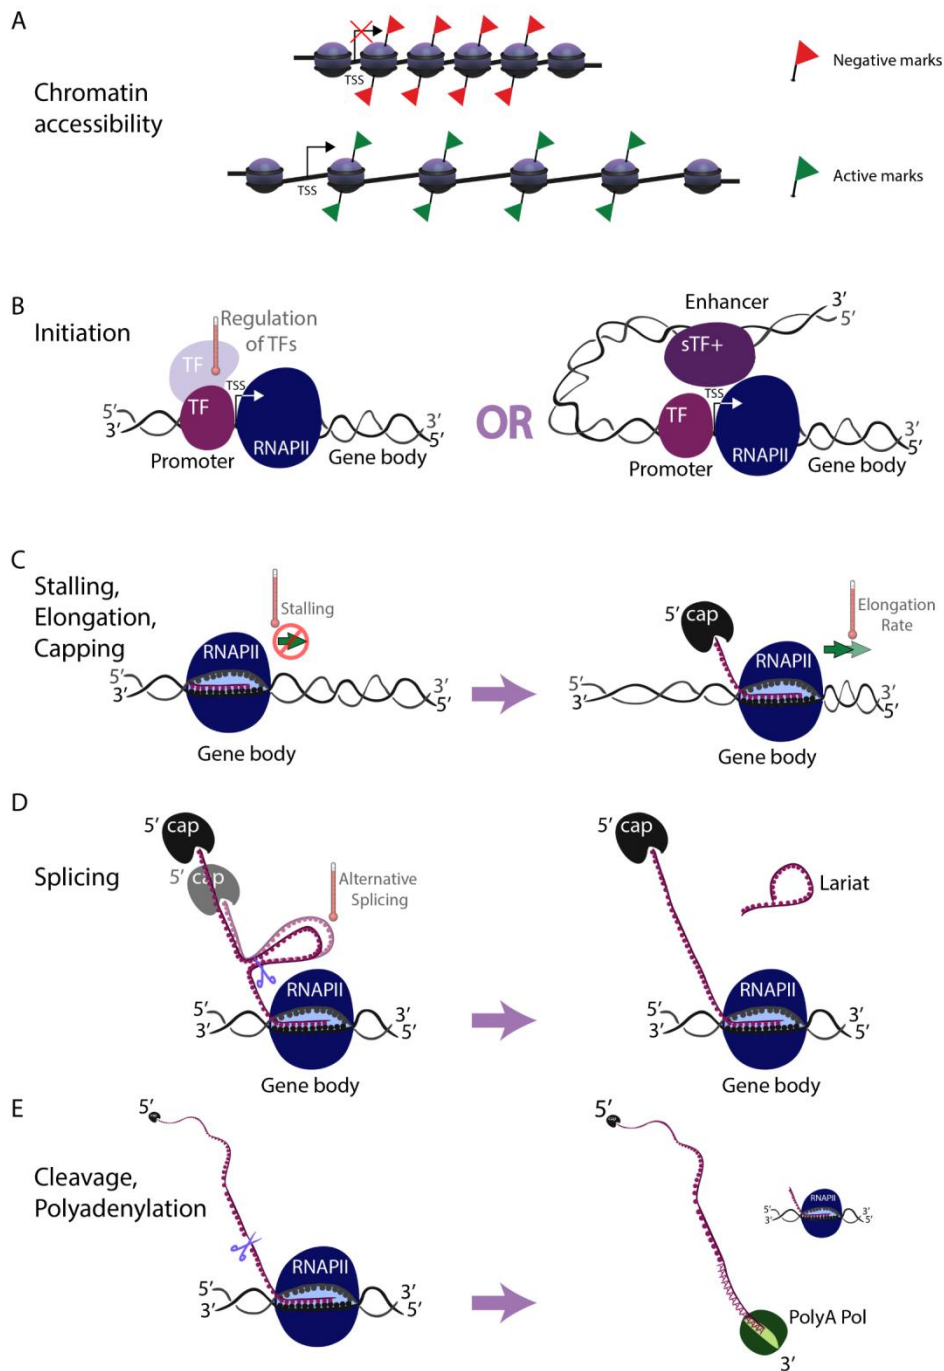 A
Chromatin
accessibility
TSS
Negative marks
TSS
Active marks
B
Initiation
Regulation
of TFs
TF
TF
TSS
RNAPII
5'
3'
3'
5'
Promoter
Gene body
OR
Enhancer
3'
5'
sTF+
TF
TSS
RNAPII
3'
5'
Promoter
Gene body
C
Stalling,
Elongation,
Capping
Stalling
RNAPII
5'
3'
3'
5'
Gene body
5'
cap
Elongation
Rate
RNAPII
5'
3'
3'
5'
Gene body
D
Splicing
5'
cap
5'
cap
Alternative
Splicing
RNAPII
5'
3'
3'
5'
Gene body
5'
cap
Lariat
RNAPII
5'
3'
3'
5'
Gene body
E
Cleavage,
Polyadenylation
5'
RNAPII
5'
3'
3'
5'
5'
RNAPII
5'
3'
3'
5'
PolyA Pol
3'